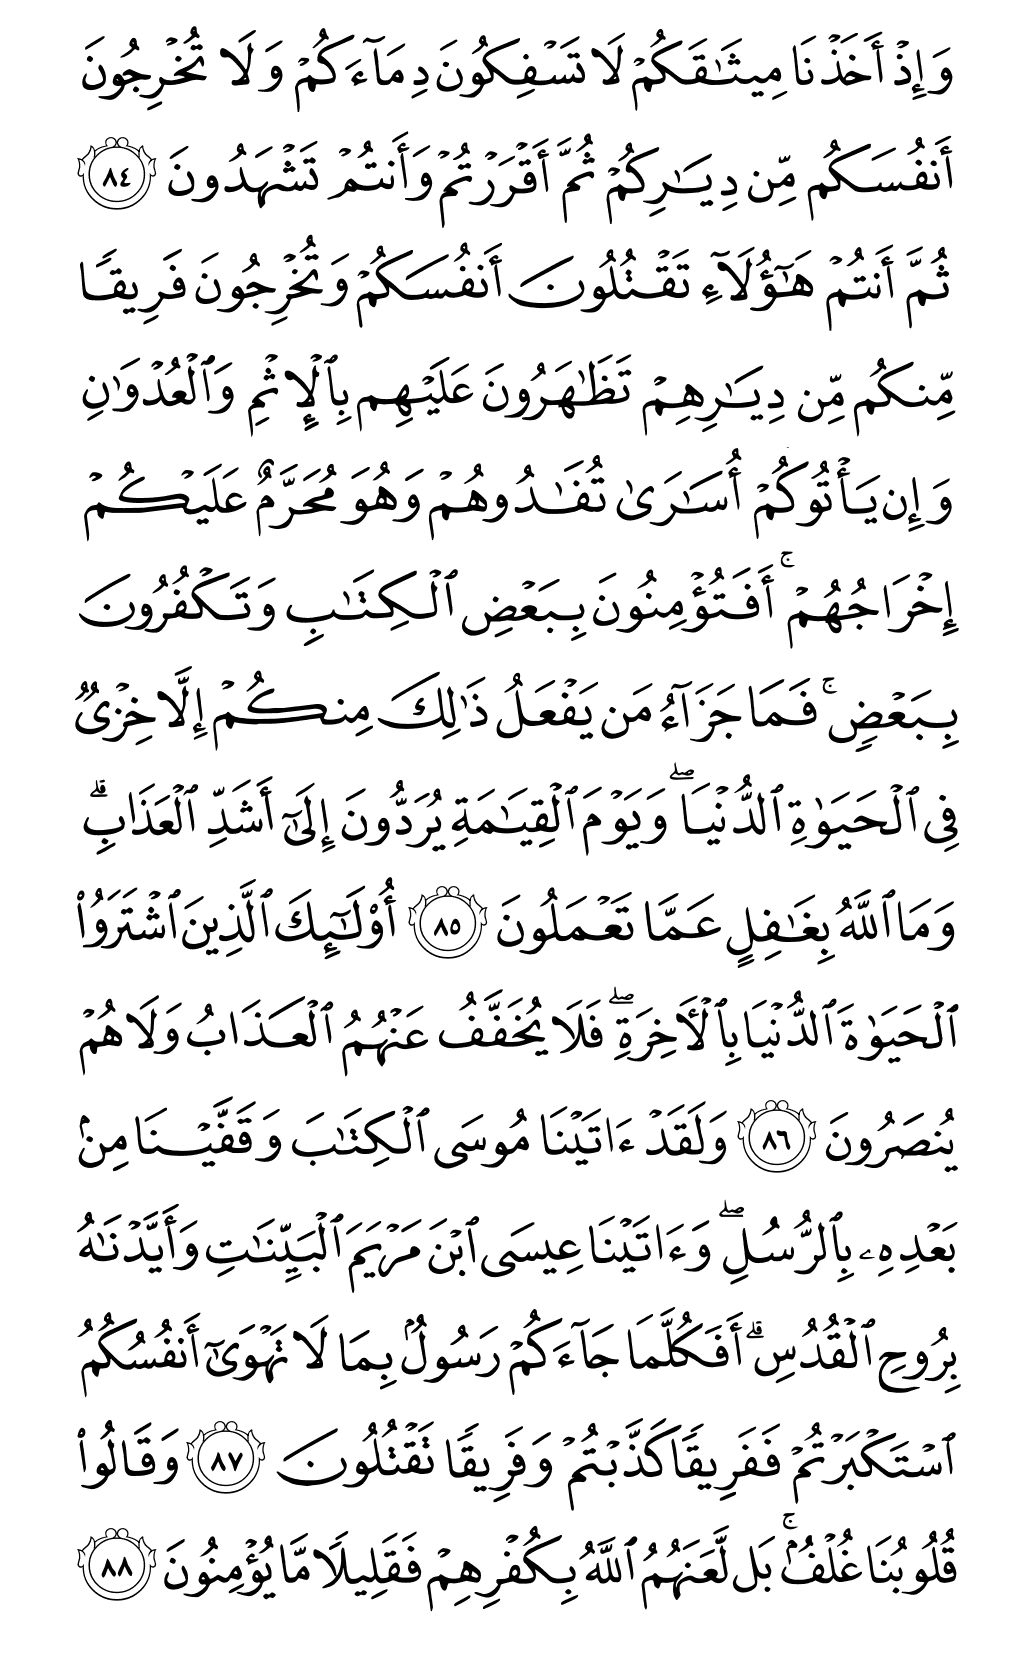 وَإِذۡ أَخَذۡنَا مِيثَٰقَكُمۡ لَا تَسۡفِكُونَ دِمَآءَكُمۡ وَلَا تُخۡرِجُونَ
أَنفُسَكُم مِّن دِيَٰرِكُمۡ ثُمَّ أَقۡرَرۡتُمۡ وَأَنتُمۡ تَشۡهَدُونَ ٨٤
ثُمَّ أَنتُمۡ هَٰٓؤُلَآءِ تَقۡتُلُونَ أَنفُسَكُمۡ وَتُخۡرِجُونَ فَرِيقٗا
مِّنكُم مِّن دِيَٰرِهِمۡ تَظَٰهَرُونَ عَلَيۡهِم بِٱلۡإِثۡمِ وَٱلۡعُدۡوَٰنِ
وَإِن يَأۡتُوكُمۡ أُسَٰرَىٰ تُفَٰدُوهُمۡ وَهُوَ مُحَرَّمٌ عَلَيۡكُمۡ
إِخۡرَاجُهُمۡۚ أَفَتُؤۡمِنُونَ بِبَعۡضِ ٱلۡكِتَٰبِ وَتَكۡفُرُونَ
بِبَعۡضٖۚ فَمَا جَزَآءُ مَن يَفۡعَلُ ذَٰلِكَ مِنكُمۡ إِلَّا خِزۡيٞ
فِي ٱلۡحَيَوٰةِ ٱلدُّنۡيَاۖ وَيَوۡمَ ٱلۡقِيَٰمَةِ يُرَدُّونَ إِلَىٰٓ أَشَدِّ ٱلۡعَذَابِۗ
وَمَا ٱللَّهُ بِغَٰفِلٍ عَمَّا تَعۡمَلُونَ ٨٥ أُوْلَٰٓئِكَ ٱلَّذِينَ ٱشۡتَرَوُاْ
ٱلۡحَيَوٰةَ ٱلدُّنۡيَا بِٱلۡأٓخِرَةِۖ فَلَا يُخَفَّفُ عَنۡهُمُ ٱلۡعَذَابُ وَلَا هُمۡ
يُنصَرُونَ ٨٦ وَلَقَدۡ ءَاتَيۡنَا مُوسَى ٱلۡكِتَٰبَ وَقَفَّيۡنَا مِنۢ
بَعۡدِهِۦ بِٱلرُّسُلِۖ وَءَاتَيۡنَا عِيسَى ٱبۡنَ مَرۡيَمَ ٱلۡبَيِّنَٰتِ وَأَيَّدۡنَٰهُ
بِرُوحِ ٱلۡقُدُسِۗ أَفَكُلَّمَا جَآءَكُمۡ رَسُولُۢ بِمَا لَا تَهۡوَىٰٓ أَنفُسُكُمُ
ٱسۡتَكۡبَرۡتُمۡ فَفَرِيقٗا كَذَّبۡتُمۡ وَفَرِيقٗا تَقۡتُلُونَ ٨٧ وَقَالُواْ
قُلُوبُنَا غُلۡفُۢۚ بَل لَّعَنَهُمُ ٱللَّهُ بِكُفۡرِهِمۡ فَقَلِيلٗا مَّا يُؤۡمِنُونَ ٨٨